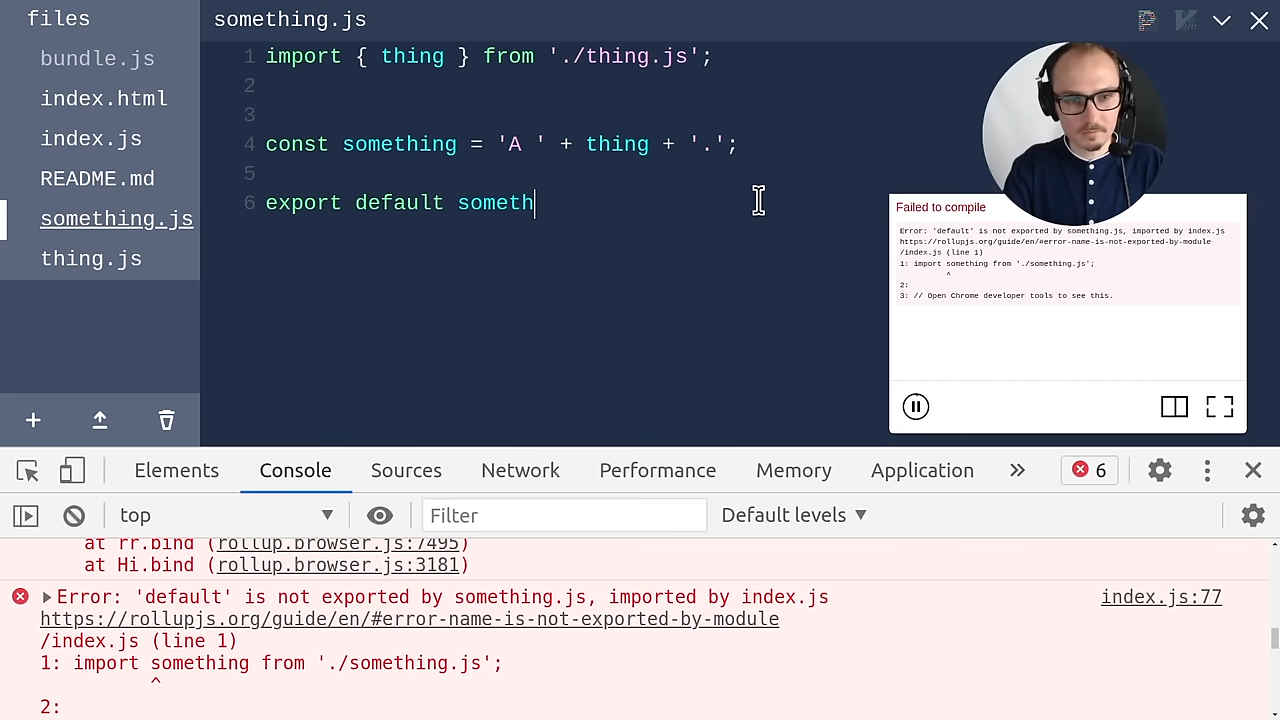 files
something.js
bundle.js
index.html
index.js
README.md
something.js
thing.js
1 import { thing } from './thing.js';
2
3
4 const something = 'A ' + thing + '.';
5
6 export default someth
Failed to compile
Error: 'default' is not exported by something.js, imported by index.js
https://rollupjs.org/guide/en/#error-name-is-not-exported-by-module
/index.js (line 1)
1: import something from './something.js';
^
2:
3: // Open Chrome developer tools to see this.
Elements Console Sources Network Performance Memory Application » 6
top Filter Default levels
at rr.bind (rollup.browser.js:7495)
at Hi.bind (rollup.browser.js:3181)
Error: 'default' is not exported by something.js, imported by index.js index.js:77
https://rollupjs.org/guide/en/#error-name-is-not-exported-by-module
/index.js (line 1)
1: import something from './something.js';
^
2: